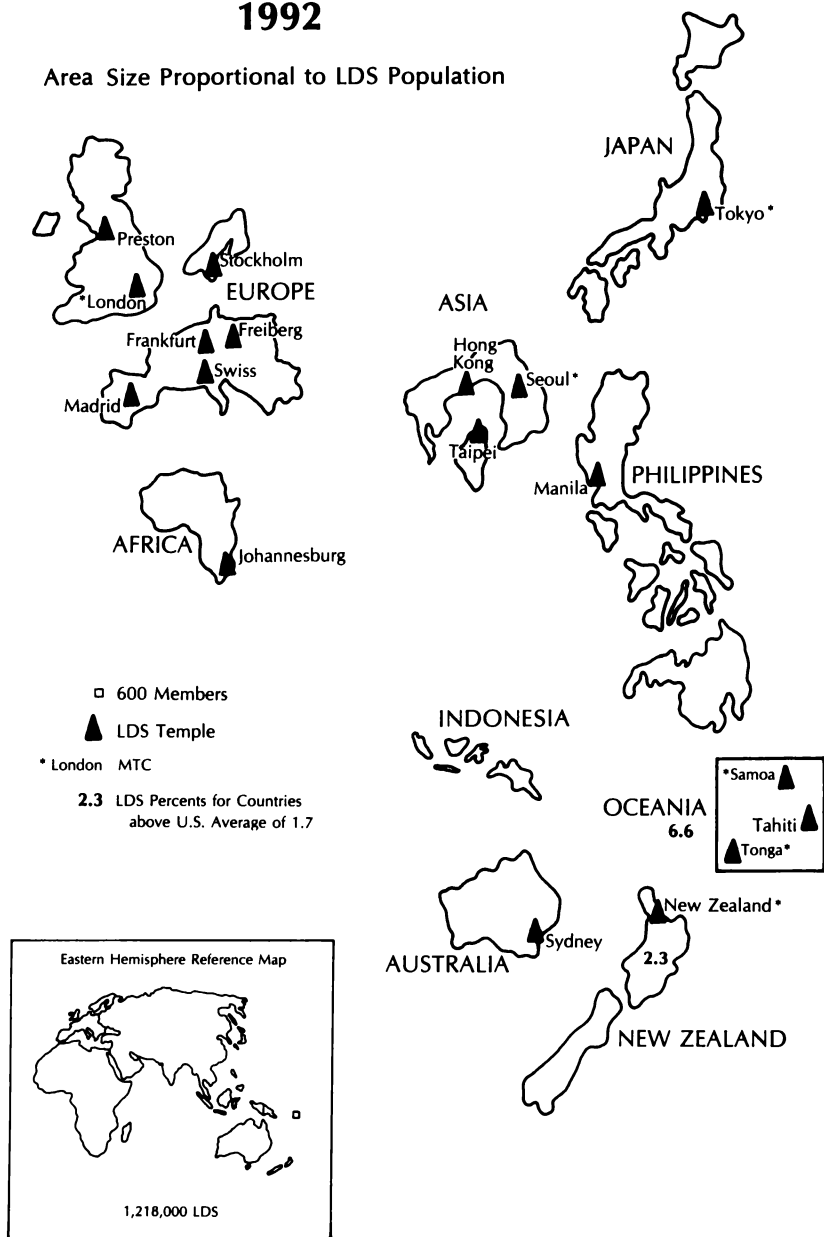 1992
Area Size Proportional to LDS Population
JAPAN
Tokyo *
Preston
Stockholm
*London
EUROPE
ASIA
Frankfurt
Freiberg
Hong
Kong
Swiss
Seoul *
Madrid
Taipei
Manila
PHILIPPINES
AFRICA
Johannesburg
600 Members
LDS Temple
* London MTC
2.3 LDS Percents for Countries
above U.S. Average of 1.7
INDONESIA
*Samoa
OCEANIA
6.6
Tahiti
Tonga*
New Zealand *
Sydney
AUSTRALIA
2.3
NEW ZEALAND
Eastern Hemisphere Reference Map
1,218,000 LDS